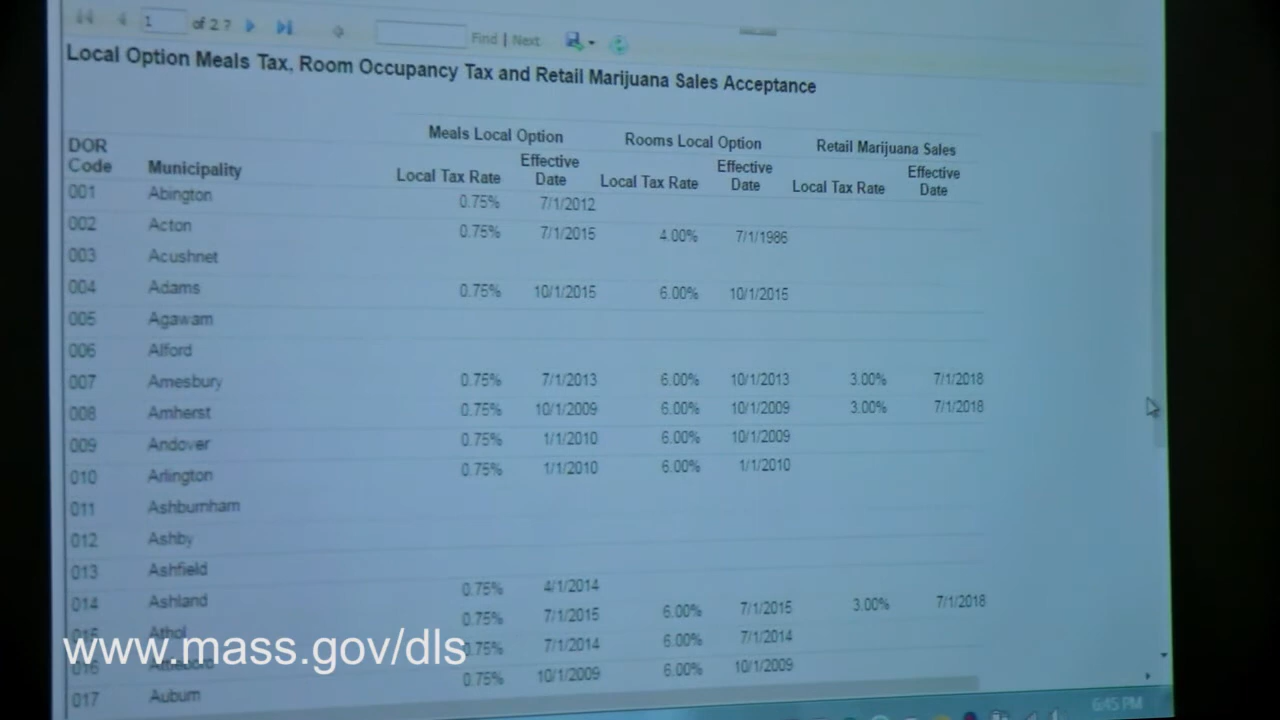 1 of 2 ? Find | Next
Local Option Meals Tax, Room Occupancy Tax and Retail Marijuana Sales Acceptance
Meals Local Option Rooms Local Option Retail Marijuana Sales
DOR Code Municipality Local Tax Rate Effective Date Local Tax Rate Effective Date Local Tax Rate Effective Date
001 Abington 0.75% 7/1/2012
002 Acton 0.75% 7/1/2015 4.00% 7/1/1986
003 Acushnet
004 Adams 0.75% 10/1/2015 6.00% 10/1/2015
005 Agawam
006 Alford
007 Amesbury 0.75% 7/1/2013 6.00% 10/1/2013 3.00% 7/1/2018
008 Amherst 0.75% 10/1/2009 6.00% 10/1/2009 3.00% 7/1/2018
009 Andover 0.75% 1/1/2010 6.00% 10/1/2009
010 Arlington 0.75% 1/1/2010 6.00% 1/1/2010
011 Ashburnham
012 Ashby
013 Ashfield 0.75% 4/1/2014
014 Ashland 0.75% 7/1/2015 6.00% 7/1/2015 3.00% 7/1/2018
015 Athol 0.75% 7/1/2014 6.00% 7/1/2014
www.mass.gov/dls
016 Attleboro 0.75% 10/1/2009 6.00% 10/1/2009
017 Auburn
6:45 PM